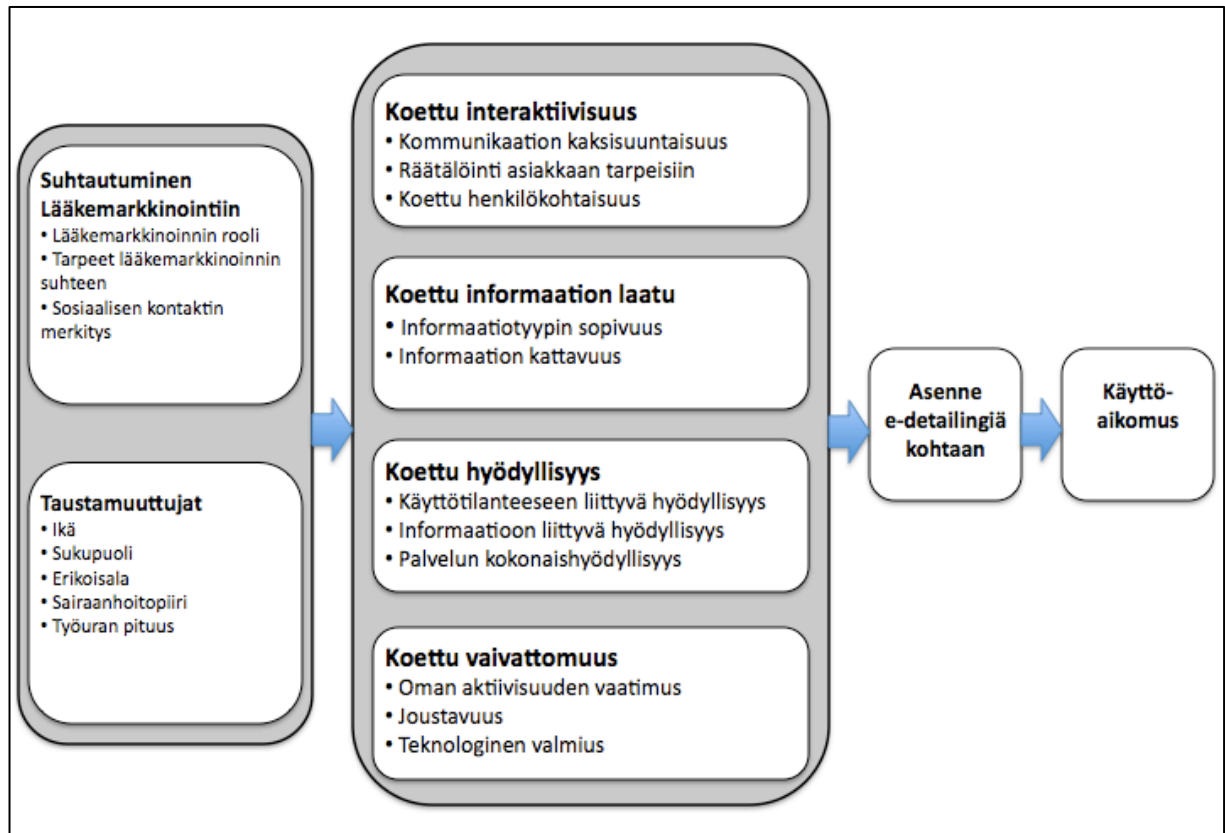 Suhtautuminen
Lääkemarkkinointiin
• Lääkemarkkinoinnin rooli
• Tarpeet lääkemarkkinoinnin
suhteen
• Sosiaalisen kontaktin
merkitys
Taustamuuttujat
• Ikä
• Sukupuoli
• Erikoisala
• Sairaanhoitopiiri
• Työuran pituus
Koettu interaktiivisuus
• Kommunikaation kaksisuuntaisuus
• Räätälöinti asiakkaan tarpeisiin
• Koettu henkilökohtaisuus
Koettu informaation laatu
• Informaatiotyypin sopivuus
• Information kattavuus
Koettu hyödyllisyys
• Käyttötilanteeseen liittyvä hyödyllisyys
• Informaatioon liittyvä hyödyllisyys
• Palvelun kokonaishyödyllisyys
Koettu vaivattomuus
• Oman aktiivisuuden vaatimus
• Joustavuus
• Teknologinen valmius
Asenne
e-detailingiä
kohtaan
Käyttö-
aikomus